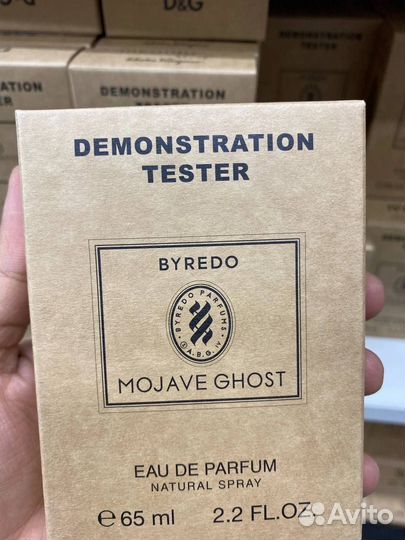 D&G
DEMONSTRATION
DEMONSTRATION
TESTER
DEMONSTRATION
TESTER
BYREDO
BYREDO PARFUMS
A.B.G.
MOJAVE GHOST
EAU DE PARFUM
NATURAL SPRAY
e 65 ml 2.2 FL.OZ
Avito